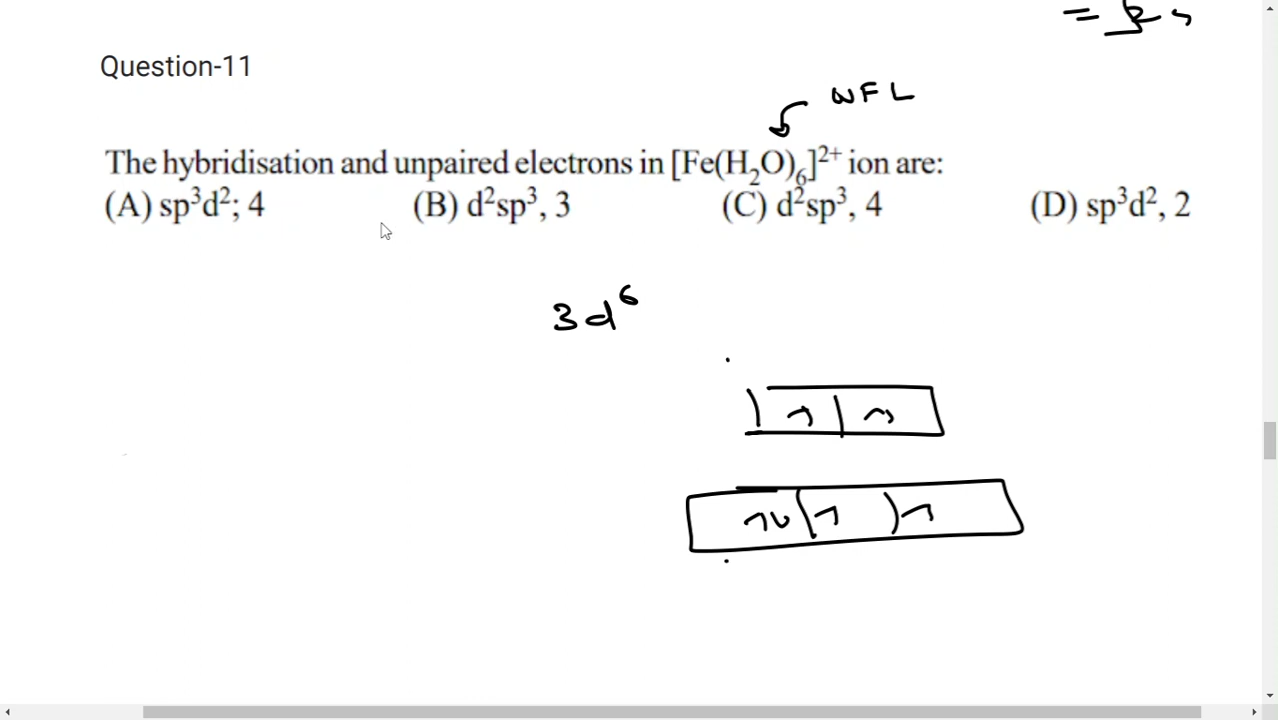 Question-11
WFL
The hybridisation and unpaired electrons in [Fe(H₂O)₆]²⁺ ion are:
(A) sp³d²; 4 (B) d²sp³, 3 (C) d²sp³, 4 (D) sp³d², 2
3d⁶